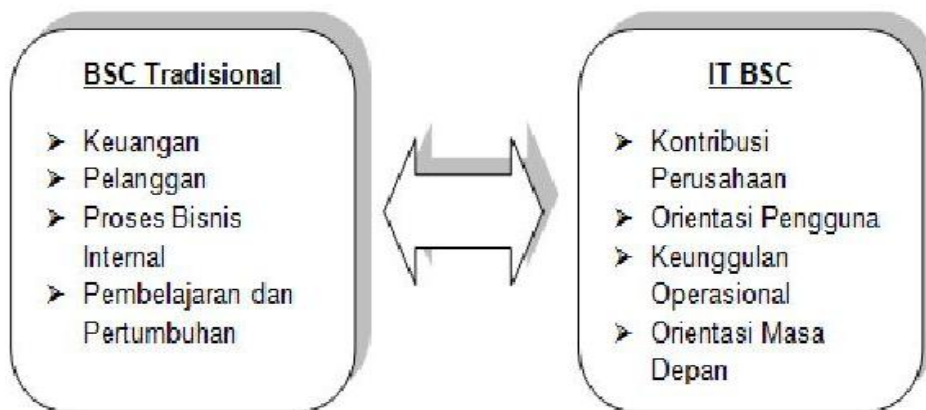 BSC Tradisional
➢ Keuangan
➢ Pelanggan
➢ Proses Bisnis
Internal
➢ Pembelajaran dan
Pertumbuhan
IT BSC
➢ Kontribusi
Perusahaan
➢ Orientasi Pengguna
➢ Keunggulan
Operasional
➢ Orientasi Masa
Depan